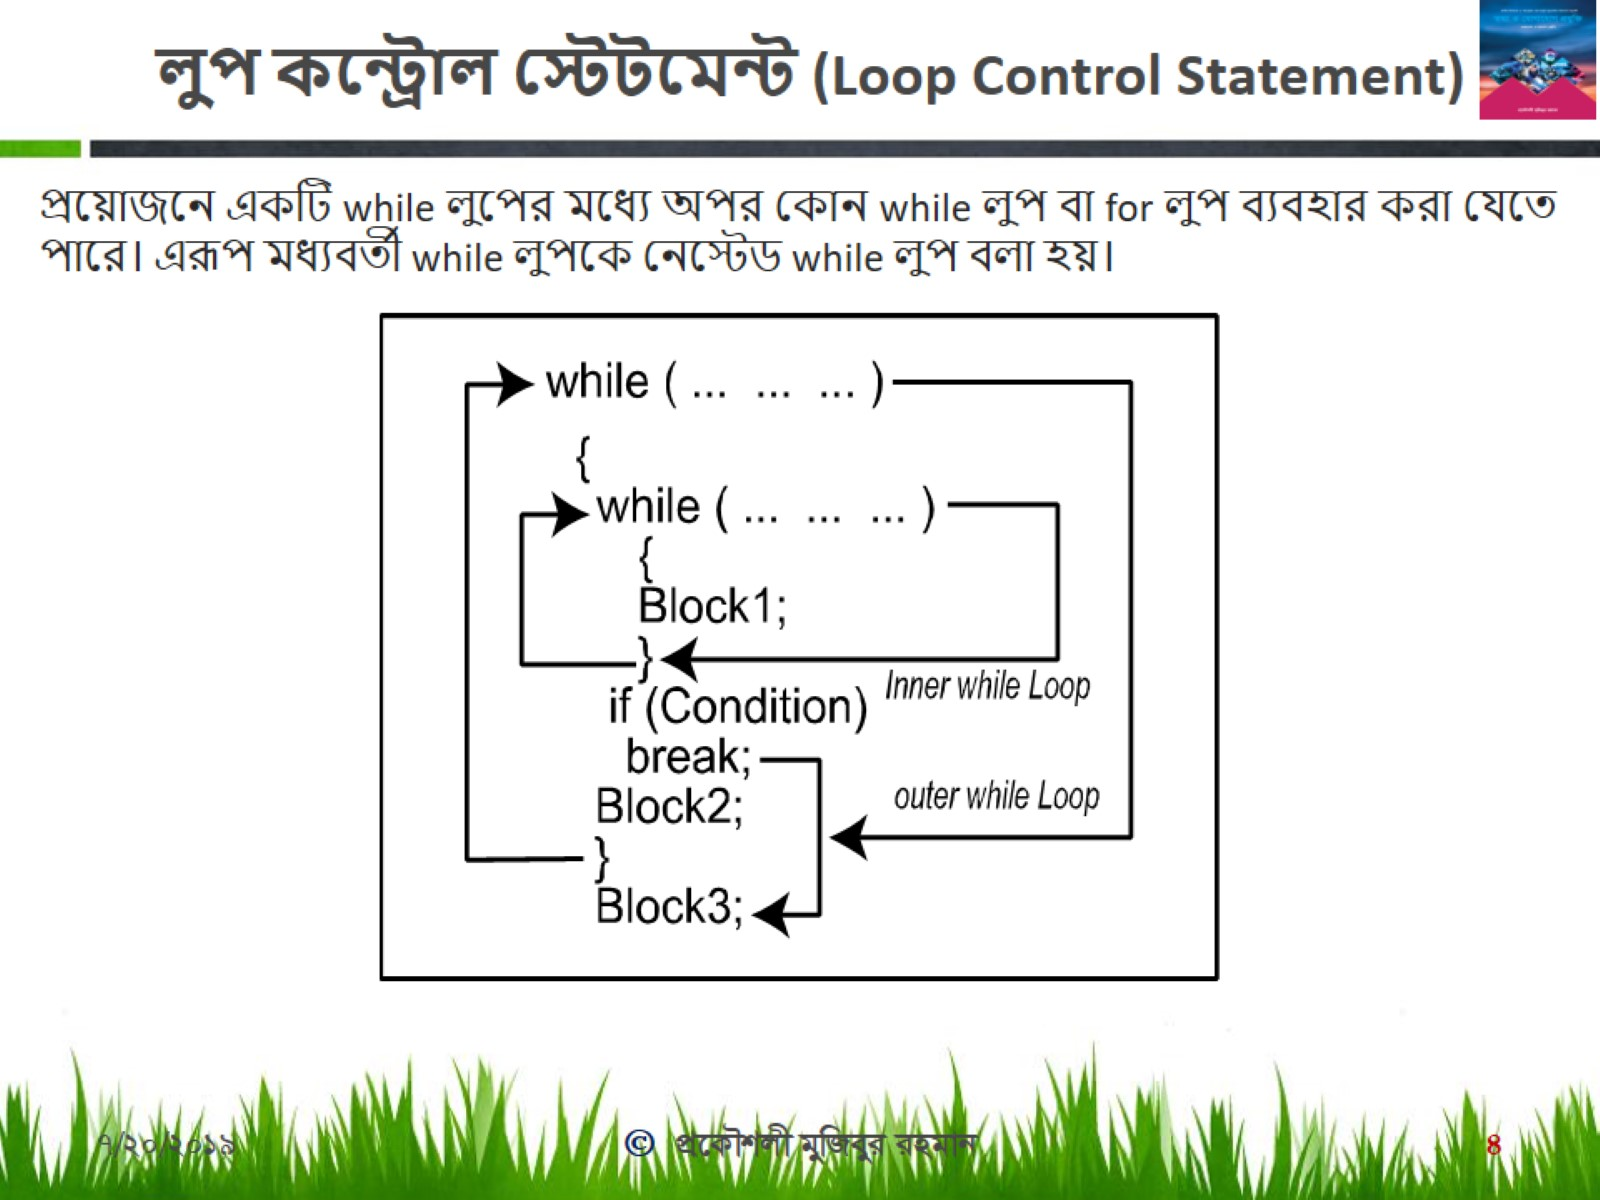 লুপ কন্ট্রোল স্টেটমেন্ট (Loop Control Statement)
প্রয়োজনে একটি while লুপের মধ্যে অপর কোন while লুপ বা for লুপ ব্যবহার করা যেতে
পারে। এরূপ মধ্যবর্তী while লুপকে নেস্টেড while লুপ বলা হয়।
while ( ... ... ... )
{
while ( ... ... ... )
{
Block1;
}
Inner while Loop
if (Condition)
break;
outer while Loop
Block2;
}
Block3;
৭/২০/২০১৯
© প্রকৌশলী মুজিবুর রহমান
8